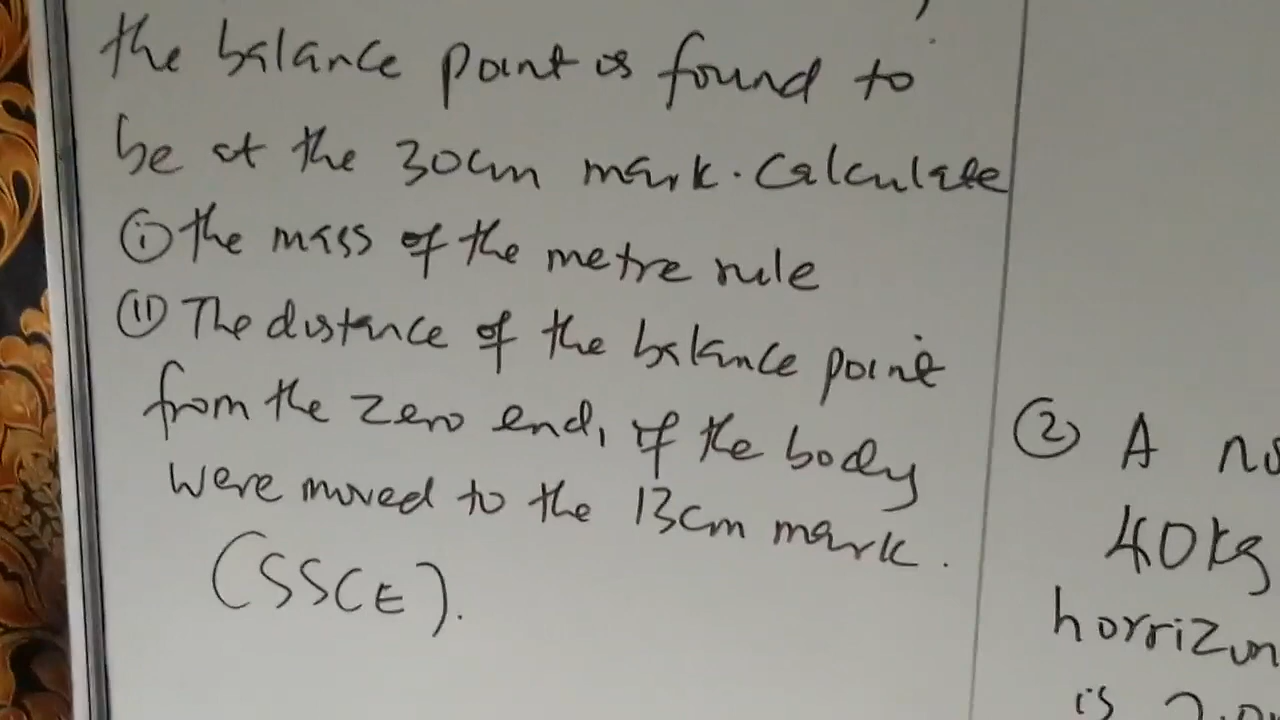 the balance point is found to
be at the 30cm mark. Calculate
(i) the mass of the metre rule
(ii) The distance of the balance point
from the zero end, if the body
were moved to the 13cm mark.
(SSCE).
(2) A
40kg
horrizon
is